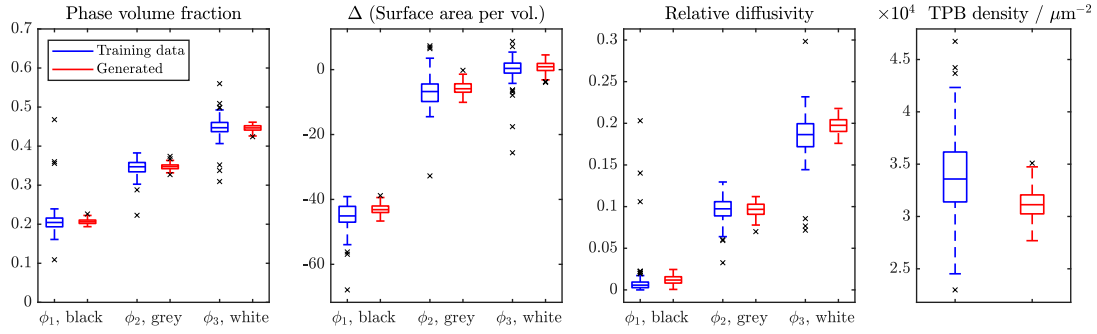 Phase volume fraction
0.7
0.6
0.5
0.4
0.3
0.2
0.1
0
Training data
Generated
ϕ₁, black
ϕ₂, grey
ϕ₃, white
Δ (Surface area per vol.)
0
-20
-40
-60
ϕ₁, black
ϕ₂, grey
ϕ₃, white
Relative diffusivity
0.3
0.25
0.2
0.15
0.1
0.05
0
ϕ₁, black
ϕ₂, grey
ϕ₃, white
×10⁴ TPB density / μm⁻²
4.5
4
3.5
3
2.5